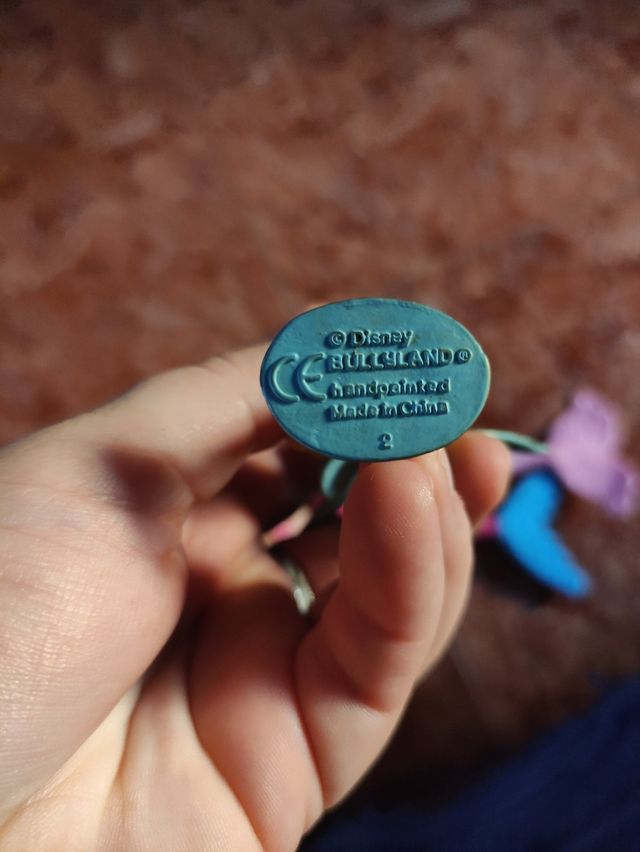 © Disney
CE BULLYLAND ®
handpainted
Made in China
2